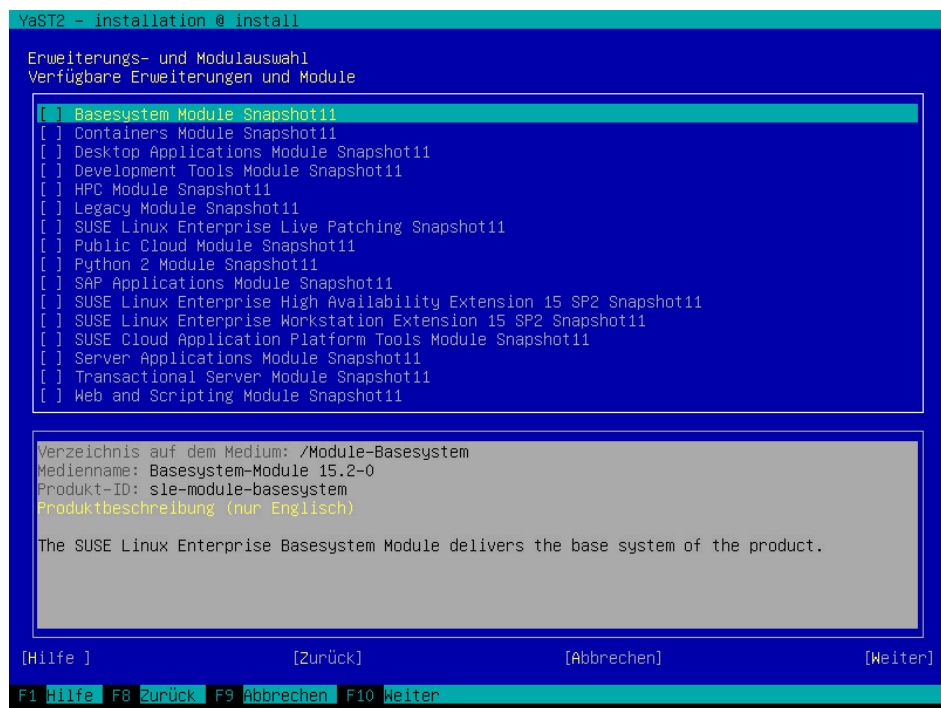 YaST2 - installation @ install
Erweiterungs- und Modulauswahl
Verfügbare Erweiterungen und Module
[ ] Basesystem Module Snapshot11
[ ] Containers Module Snapshot11
[ ] Desktop Applications Module Snapshot11
[ ] Development Tools Module Snapshot11
[ ] HPC Module Snapshot11
[ ] Legacy Module Snapshot11
[ ] SUSE Linux Enterprise Live Patching Snapshot11
[ ] Public Cloud Module Snapshot11
[ ] Python 2 Module Snapshot11
[ ] SAP Applications Module Snapshot11
[ ] SUSE Linux Enterprise High Availability Extension 15 SP2 Snapshot11
[ ] SUSE Linux Enterprise Workstation Extension 15 SP2 Snapshot11
[ ] SUSE Cloud Application Platform Tools Module Snapshot11
[ ] Server Applications Module Snapshot11
[ ] Transactional Server Module Snapshot11
[ ] Web and Scripting Module Snapshot11
Verzeichnis auf dem Medium: /Module-Basesystem
Medienname: Basesystem-Module 15.2-0
Produkt-ID: sle-module-basesystem
Produktbeschreibung (nur Englisch)
The SUSE Linux Enterprise Basesystem Module delivers the base system of the product.
[Hilfe ] [Zurück] [Abbrechen] [Weiter]
F1 Hilfe F8 Zurück F9 Abbrechen F10 Weiter